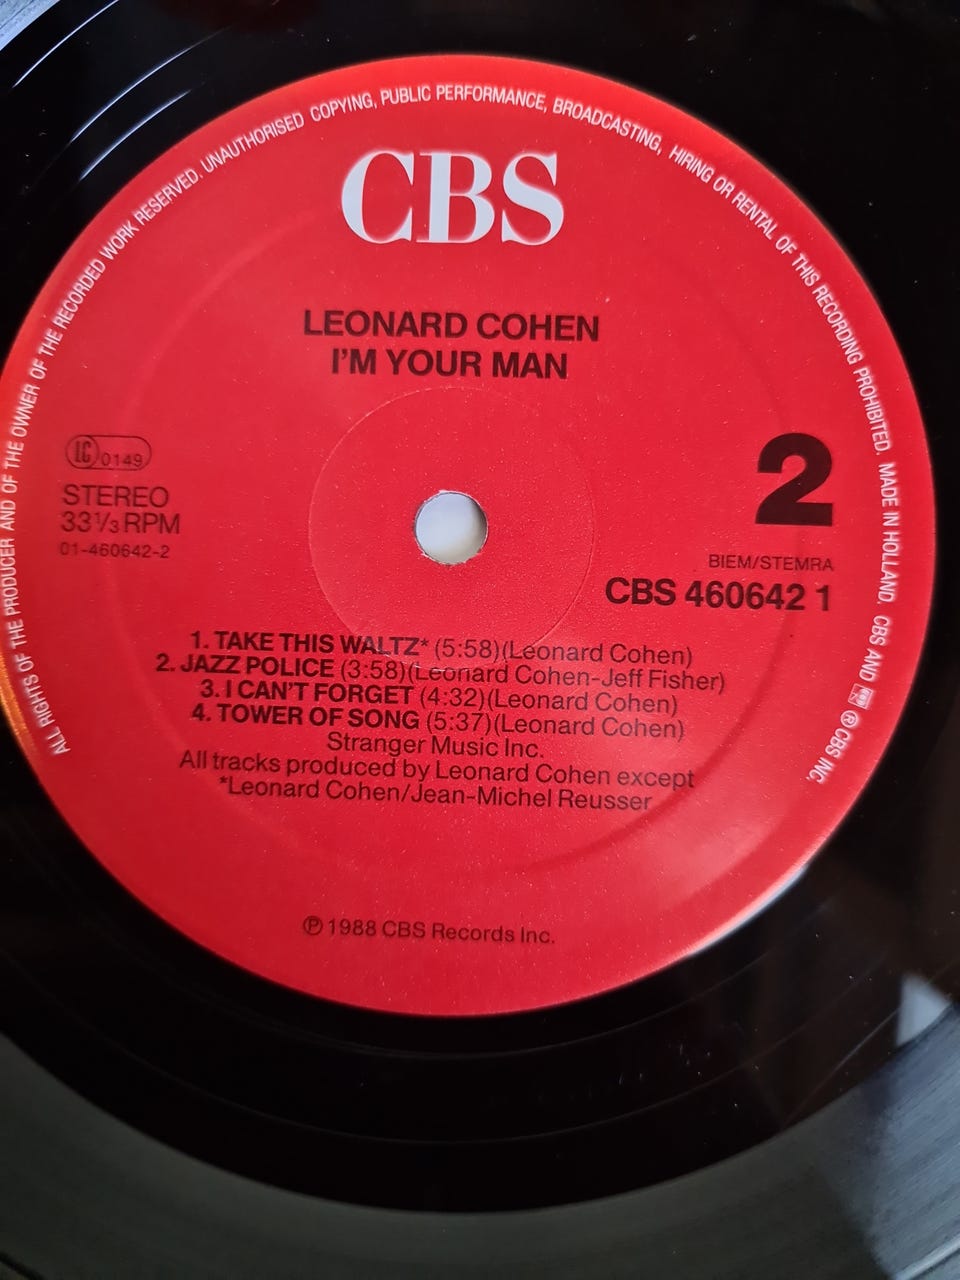 ALL RIGHTS OF THE PRODUCER AND OF THE OWNER OF THE RECORDED WORK RESERVED. UNAUTHORISED COPYING, PUBLIC PERFORMANCE, BROADCASTING, HIRING OR RENTAL OF THIS RECORDING PROHIBITED. MADE IN HOLLAND. CBS AND ® CBS INC.
CBS
LEONARD COHEN
I'M YOUR MAN
LC 0149
STEREO
33⅓ RPM
01-460642-2
2
BIEM/STEMRA
CBS 460642 1
1. TAKE THIS WALTZ* (5:58)(Leonard Cohen)
2. JAZZ POLICE (3:58)(Leonard Cohen-Jeff Fisher)
3. I CAN'T FORGET (4:32)(Leonard Cohen)
4. TOWER OF SONG (5:37)(Leonard Cohen)
Stranger Music Inc.
All tracks produced by Leonard Cohen except
*Leonard Cohen/Jean-Michel Reusser
℗ 1988 CBS Records Inc.